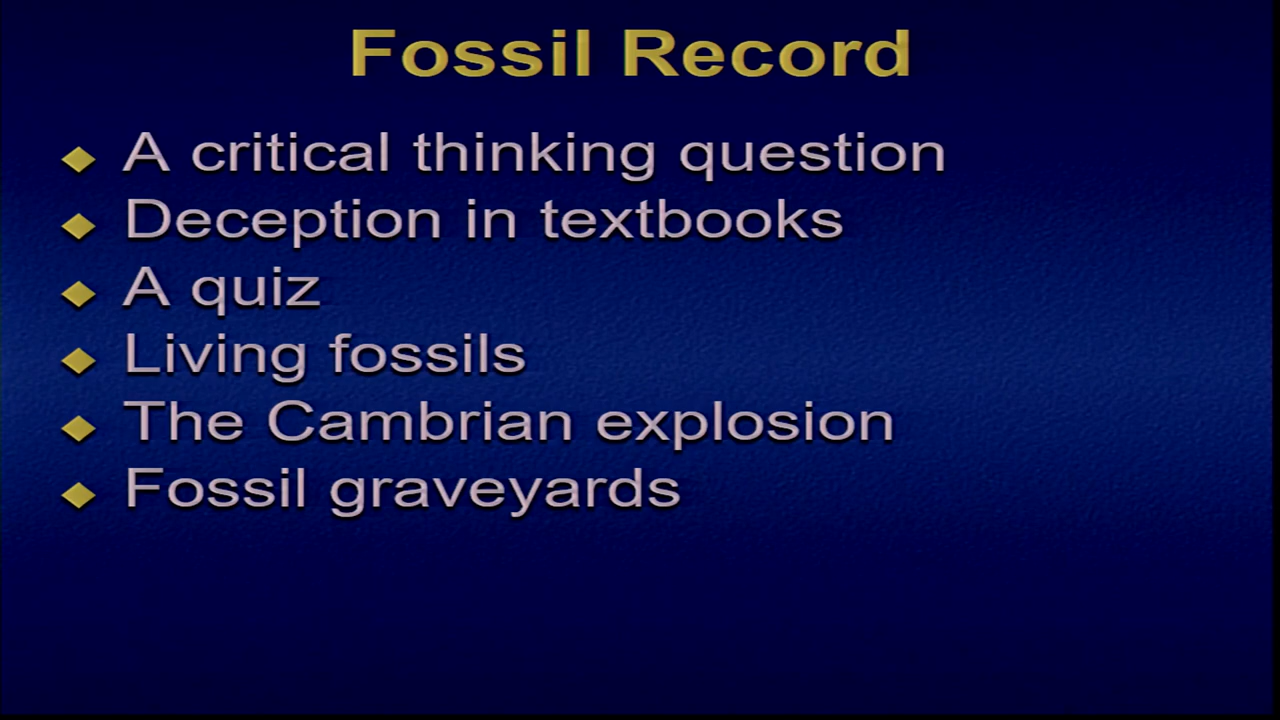 Fossil Record
A critical thinking question
Deception in textbooks
A quiz
Living fossils
The Cambrian explosion
Fossil graveyards